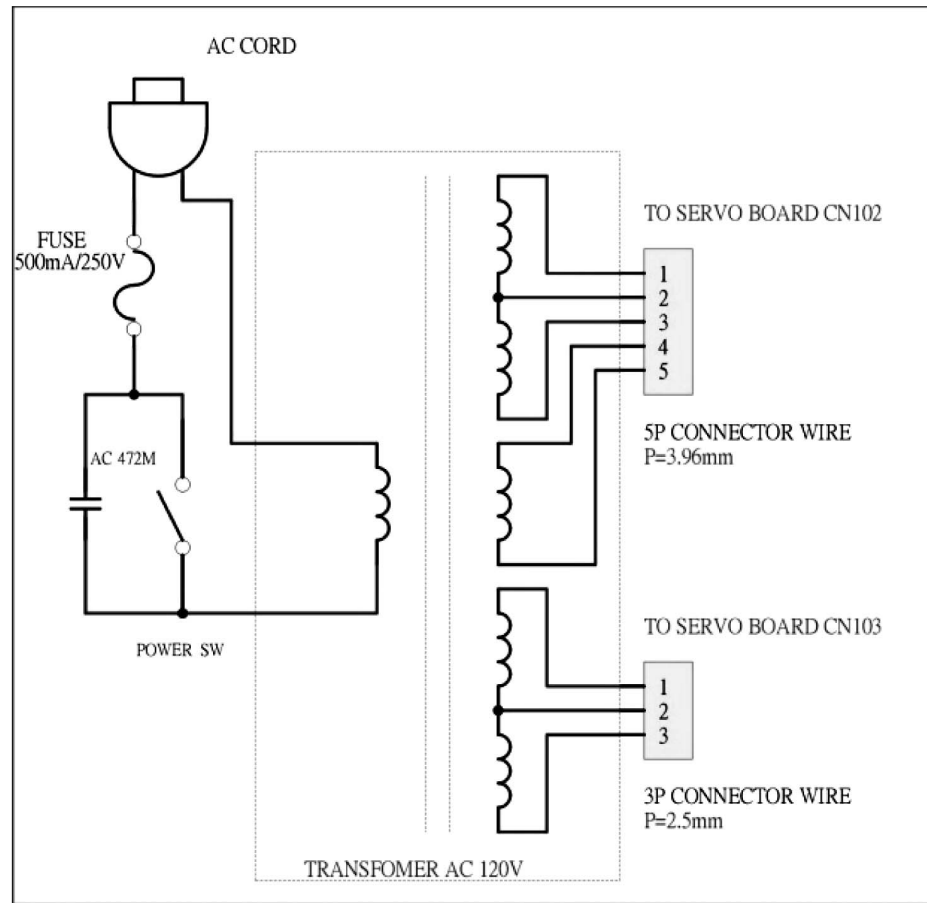 AC CORD
FUSE
500mA/250V
AC 472M
POWER SW
TRANSFOMER AC 120V
TO SERVO BOARD CN102
1
2
3
4
5
5P CONNECTOR WIRE
P=3.96mm
TO SERVO BOARD CN103
1
2
3
3P CONNECTOR WIRE
P=2.5mm